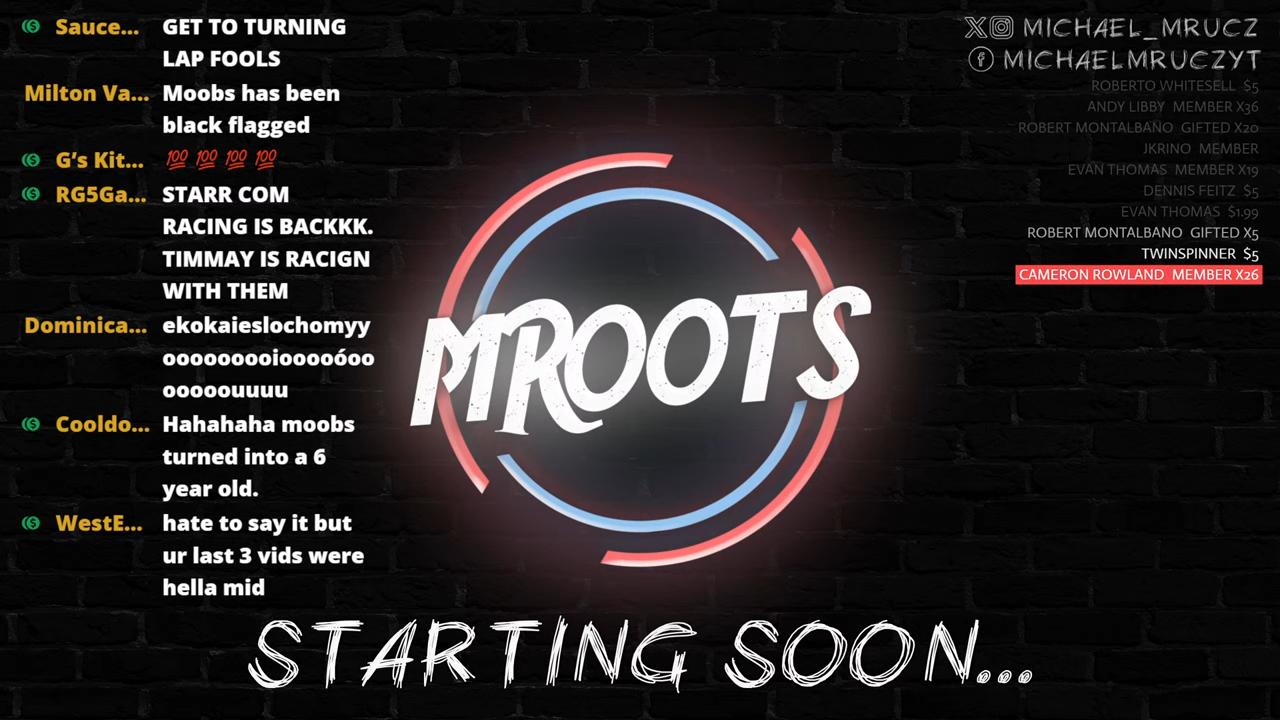 Sauce... GET TO TURNING
LAP FOOLS
Milton Va... Moobs has been
black flagged
G's Kit... 💯 💯 💯 💯
RG5Ga... STARR COM
RACING IS BACKKK.
TIMMAY IS RACIGN
WITH THEM
Dominica... ekokaieslochomyy
oooooooooioooooóoo
ooooouuuu
Cooldo... Hahahaha moobs
turned into a 6
year old.
WestE... hate to say it but
ur last 3 vids were
hella mid
MROOTS
STARTING SOON...
MICHAEL_MRUCZ
MICHAELMRUCZYT
ROBERTO WHITESELL $5
ANDY LIBBY MEMBER X36
ROBERT MONTALBANO GIFTED X20
JKRINO MEMBER
EVAN THOMAS MEMBER X19
DENNIS FEITZ $5
EVAN THOMAS $1.99
ROBERT MONTALBANO GIFTED X5
TWINSPINNER $5
CAMERON ROWLAND MEMBER X26